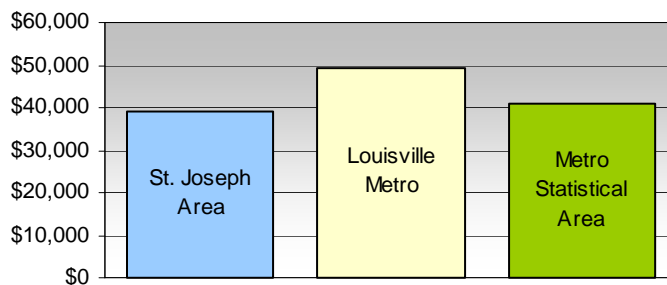 $60,000
$50,000
$40,000
$30,000
$20,000
$10,000
$0
St. Joseph
Area
Louisville
Metro
Metro
Statistical
Area